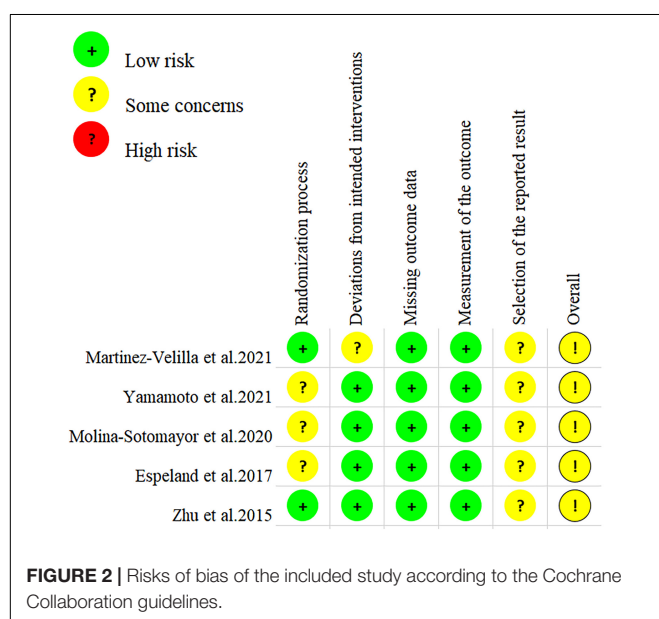 + Low risk
? Some concerns
? High risk
Randomization process
Deviations from intended interventions
Missing outcome data
Measurement of the outcome
Selection of the reported result
Overall
Martinez-Velilla et al.2021 + ? + + ? !
Yamamoto et al.2021 ? + + + ? !
Molina-Sotomayor et al.2020 ? + + + ? !
Espeland et al.2017 ? + + + ? !
Zhu et al.2015 + + + + ? !
FIGURE 2 | Risks of bias of the included study according to the Cochrane
Collaboration guidelines.